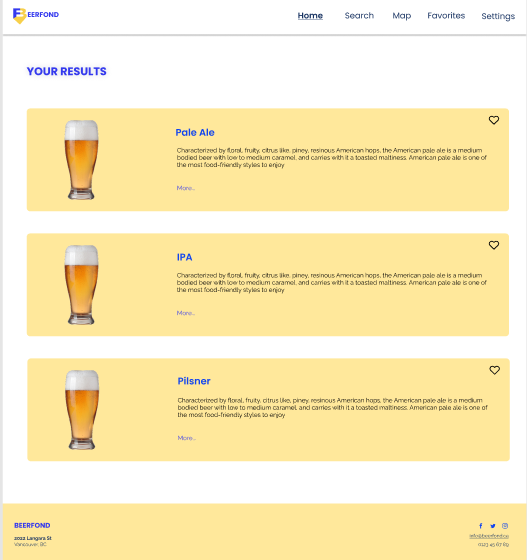 BEERFOND
Home Search Map Favorites Settings
YOUR RESULTS
Pale Ale
Characterized by floral, fruity, citrus like, piney, resinous American hops, the American pale ale is a medium
bodied beer with low to medium caramel, and carries with it a toasted maltiness. American pale ale is one of
the most food-friendly styles to enjoy
More...
IPA
Characterized by floral, fruity, citrus like, piney, resinous American hops, the American pale ale is a medium
bodied beer with low to medium caramel, and carries with it a toasted maltiness. American pale ale is one of
the most food-friendly styles to enjoy
More...
Pilsner
Characterized by floral, fruity, citrus like, piney, resinous American hops, the American pale ale is a medium
bodied beer with low to medium caramel, and carries with it a toasted maltiness. American pale ale is one of
the most food-friendly styles to enjoy
More...
BEERFOND
2022 Langara St
Vancouver, BC
info@beerfond.ca
0123 45 67 89